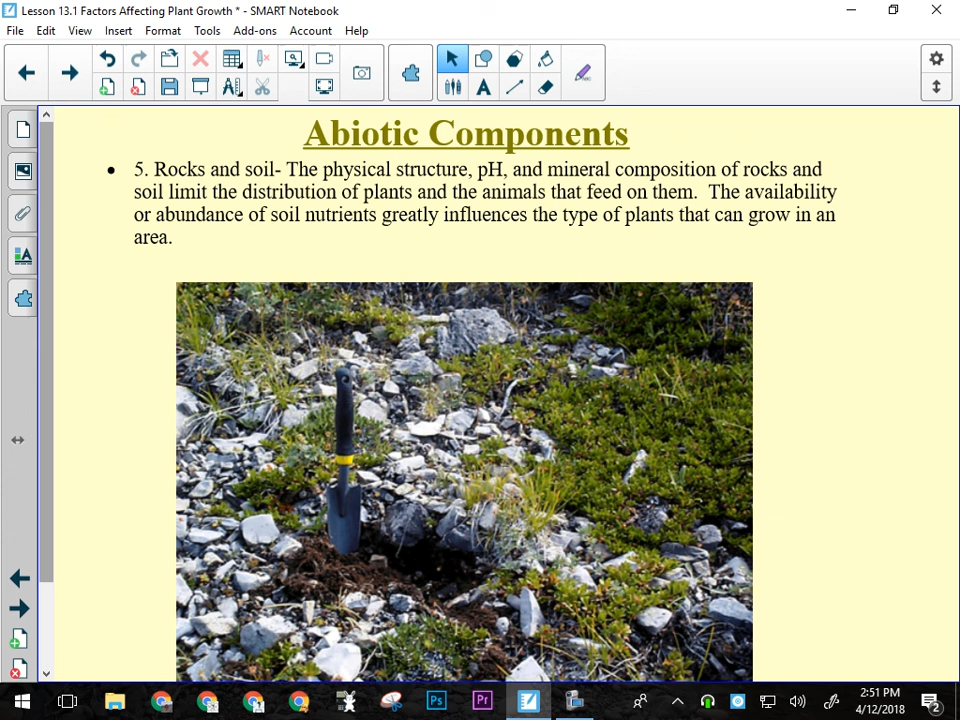 Lesson 13.1 Factors Affecting Plant Growth * - SMART Notebook
File Edit View Insert Format Tools Add-ons Account Help
Abiotic Components
• 5. Rocks and soil- The physical structure, pH, and mineral composition of rocks and
soil limit the distribution of plants and the animals that feed on them. The availability
or abundance of soil nutrients greatly influences the type of plants that can grow in an
area.
Ps Pr
2:51 PM
4/12/2018
2